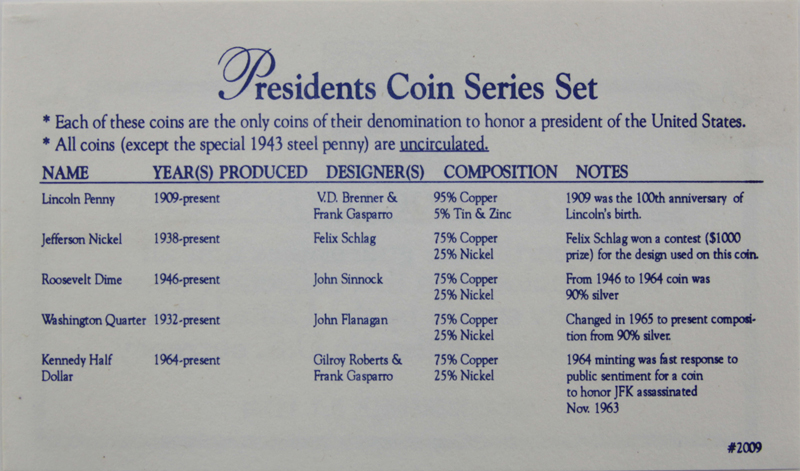 Presidents Coin Series Set
* Each of these coins are the only coins of their denomination to honor a president of the United States.
* All coins (except the special 1943 steel penny) are uncirculated.
NAME YEAR(S) PRODUCED DESIGNER(S) COMPOSITION NOTES
Lincoln Penny 1909-present V.D. Brenner & 95% Copper 1909 was the 100th anniversary of
Frank Gasparro 5% Tin & Zinc Lincoln's birth.
Jefferson Nickel 1938-present Felix Schlag 75% Copper Felix Schlag won a contest ($1000
25% Nickel prize) for the design used on this coin.
Roosevelt Dime 1946-present John Sinnock 75% Copper From 1946 to 1964 coin was
25% Nickel 90% silver
Washington Quarter 1932-present John Flanagan 75% Copper Changed in 1965 to present composi-
25% Nickel tion from 90% silver.
Kennedy Half 1964-present Gilroy Roberts & 75% Copper 1964 minting was fast response to
Dollar Frank Gasparro 25% Nickel public sentiment for a coin
to honor JFK assassinated
Nov. 1963
#2009